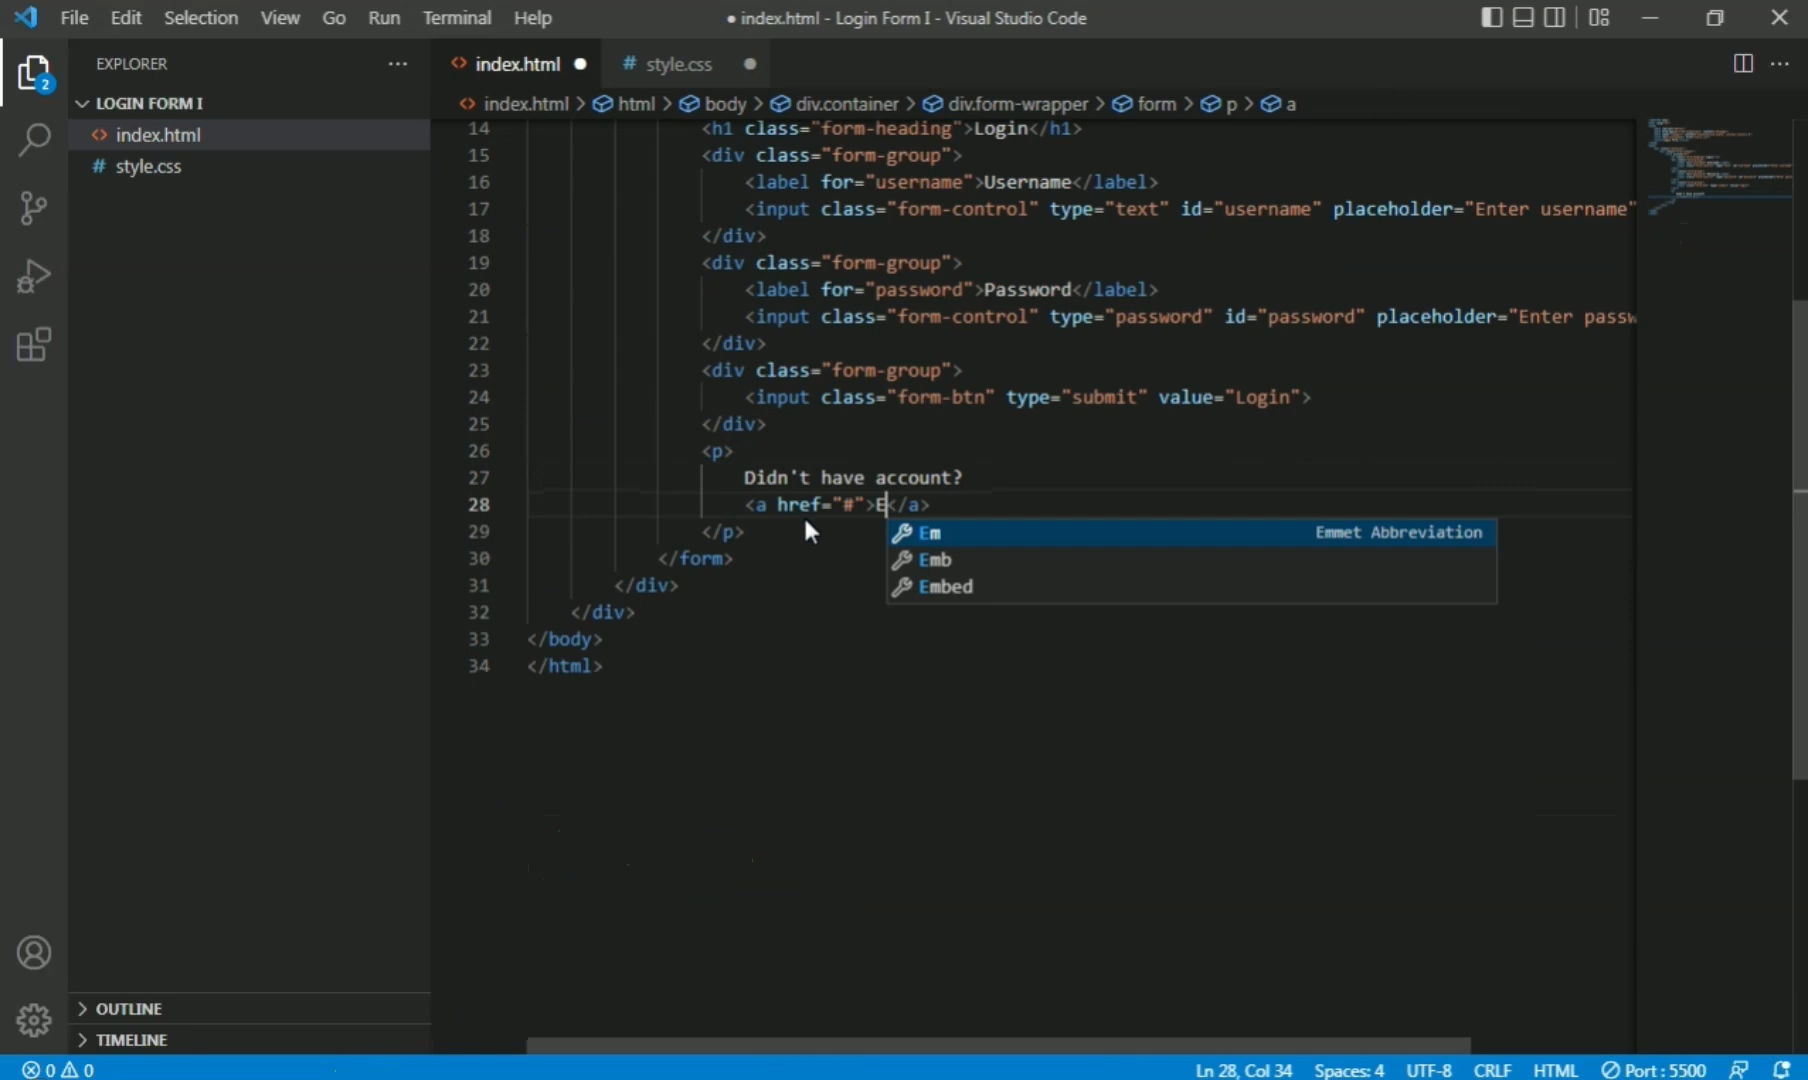 File Edit Selection View Go Run Terminal Help
● index.html - Login Form I - Visual Studio Code
2
EXPLORER
···
LOGIN FORM I
<> index.html
# style.css
<> index.html ●
# style.css ●
···
<> index.html > html > body > div.container > div.form-wrapper > form > p > a
14 <h1 class="form-heading">Login</h1>
15 <div class="form-group">
16 <label for="username">Username</label>
17 <input class="form-control" type="text" id="username" placeholder="Enter username"
18 </div>
19 <div class="form-group">
20 <label for="password">Password</label>
21 <input class="form-control" type="password" id="password" placeholder="Enter passw
22 </div>
23 <div class="form-group">
24 <input class="form-btn" type="submit" value="Login">
25 </div>
26 <p>
27 Didn't have account?
28 <a href="#">E</a>
29 </p>
Em Emmet Abbreviation
Emb
Embed
30 </form>
31 </div>
32 </div>
33 </body>
34 </html>
> OUTLINE
> TIMELINE
0 0
Ln 28, Col 34 Spaces: 4 UTF-8 CRLF HTML Port : 5500